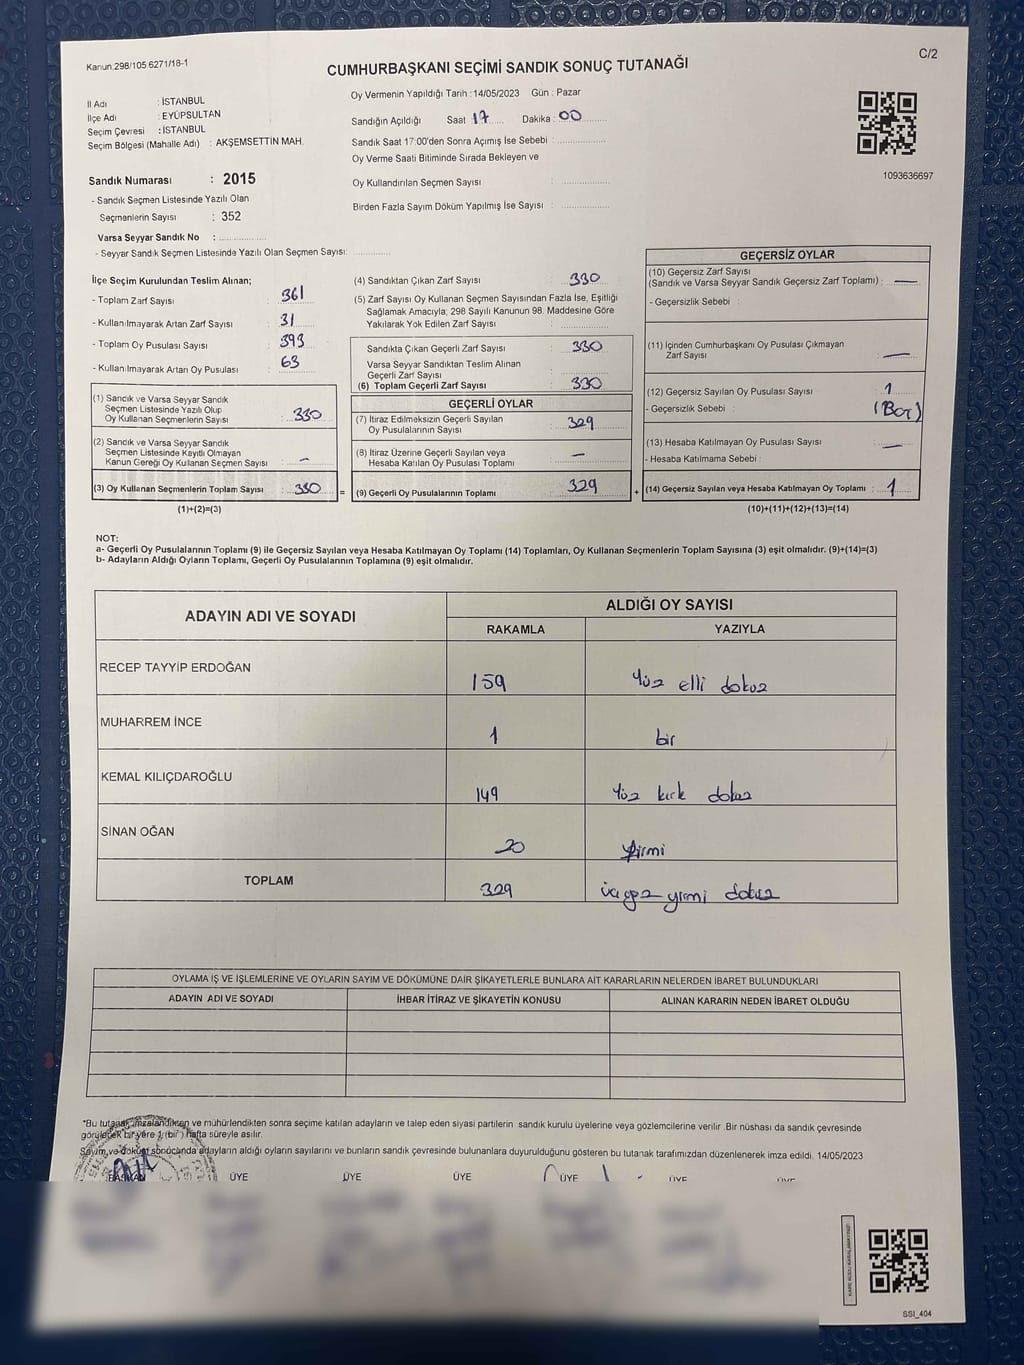 Kanun:298/105 6271/18-1
C/2
CUMHURBAŞKANI SEÇİMİ SANDIK SONUÇ TUTANAĞI
İl Adı : İSTANBUL
İlçe Adı : EYÜPSULTAN
Seçim Çevresi : İSTANBUL
Seçim Bölgesi (Mahalle Adı) : AKŞEMSETTİN MAH.
Oy Vermenin Yapıldığı Tarih :14/05/2023 Gün : Pazar
Sandığın Açıldığı Saat 17 Dakika : 00
Sandık Saat 17:00'den Sonra Açımış İse Sebebi :
Oy Verme Saati Bitiminde Sırada Bekleyen ve
Oy Kullandırılan Seçmen Sayısı :
Birden Fazla Sayım Döküm Yapılmış İse Sayısı :
1093636697
Sandık Numarası : 2015
- Sandık Seçmen Listesinde Yazılı Olan
Seçmenlerin Sayısı : 352
Varsa Seyyar Sandık No :
- Seyyar Sandık Seçmen Listesinde Yazılı Olan Seçmen Sayısı:
İlçe Seçim Kurulundan Teslim Alınan;
- Toplam Zarf Sayısı : 361
- Kullanılmayarak Artan Zarf Sayısı : 31
- Toplam Oy Pusulası Sayısı : 393
- Kullanılmayarak Artan Oy Pusulası : 63
(1) Sandık ve Varsa Seyyar Sandık
Seçmen Listesinde Yazılı Olup
Oy Kullanan Seçmenlerin Sayısı : 330
(2) Sandık ve Varsa Seyyar Sandık
Seçmen Listesinde Kayıtlı Olmayan
Kanun Gereği Oy Kullanan Seçmen Sayısı : –
(3) Oy Kullanan Seçmenlerin Toplam Sayısı : 330 =
(1)+(2)=(3)
(4) Sandıktan Çıkan Zarf Sayısı : 330
(5) Zarf Sayısı Oy Kullanan Seçmen Sayısından Fazla İse, Eşitliği
Sağlamak Amacıyla; 298 Sayılı Kanunun 98. Maddesine Göre
Yakılarak Yok Edilen Zarf Sayısı :
Sandıkta Çıkan Geçerli Zarf Sayısı : 330
Varsa Seyyar Sandıktan Teslim Alınan
Geçerli Zarf Sayısı :
(6) Toplam Geçerli Zarf Sayısı : 330
GEÇERLİ OYLAR
(7) İtiraz Edilmeksizin Geçerli Sayılan
Oy Pusulalarının Sayısı : 329
(8) İtiraz Üzerine Geçerli Sayılan veya
Hesaba Katılan Oy Pusulası Toplamı : –
(9) Geçerli Oy Pusulalarının Toplamı : 329 +
GEÇERSİZ OYLAR
(10) Geçersiz Zarf Sayısı
(Sandık ve Varsa Seyyar Sandık Geçersiz Zarf Toplamı) : —
- Geçersizlik Sebebi :
(11) İçinden Cumhurbaşkanı Oy Pusulası Çıkmayan
Zarf Sayısı : —
(12) Geçersiz Sayılan Oy Pusulası Sayısı : 1
- Geçersizlik Sebebi : (Boş)
(13) Hesaba Katılmayan Oy Pusulası Sayısı : —
- Hesaba Katılmama Sebebi :
(14) Geçersiz Sayılan veya Hesaba Katılmayan Oy Toplamı : 1
(10)+(11)+(12)+(13)=(14)
NOT:
a- Geçerli Oy Pusulalarının Toplamı (9) ile Geçersiz Sayılan veya Hesaba Katılmayan Oy Toplamı (14) Toplamları, Oy Kullanan Seçmenlerin Toplam Sayısına (3) eşit olmalıdır. (9)+(14)=(3)
b- Adayların Aldığı Oyların Toplamı, Geçerli Oy Pusulalarının Toplamına (9) eşit olmalıdır.
ADAYIN ADI VE SOYADI
ALDIĞI OY SAYISI
RAKAMLA YAZIYLA
RECEP TAYYİP ERDOĞAN 159 Yüz elli dokuz
MUHARREM İNCE 1 bir
KEMAL KILIÇDAROĞLU 149 Yüz kırk dokuz
SİNAN OĞAN 20 Yirmi
TOPLAM 329 üçyüz yirmi dokuz
OYLAMA İŞ VE İŞLEMLERİNE VE OYLARIN SAYIM VE DÖKÜMÜNE DAİR ŞİKAYETLERLE BUNLARA AİT KARARLARIN NELERDEN İBARET BULUNDUKLARI
ADAYIN ADI VE SOYADI İHBAR İTİRAZ VE ŞİKAYETİN KONUSU ALINAN KARARIN NEDEN İBARET OLDUĞU
*Bu tutanak imzalandıktan ve mühürlendikten sonra seçime katılan adayların ve talep eden siyasi partilerin sandık kurulu üyelerine veya gözlemcilerine verilir. Bir nüshası da sandık çevresinde
görülecek bir yere 1 (bir) hafta süreyle asılır.
Sayım ve döküm sonucunda adayların aldığı oyların sayılarını ve bunların sandık çevresinde bulunanlara duyurulduğunu gösteren bu tutanak tarafımızdan düzenlenerek imza edildi. 14/05/2023
BAŞKAN ÜYE ÜYE ÜYE ÜYE ÜYE ÜYE
SSI_404